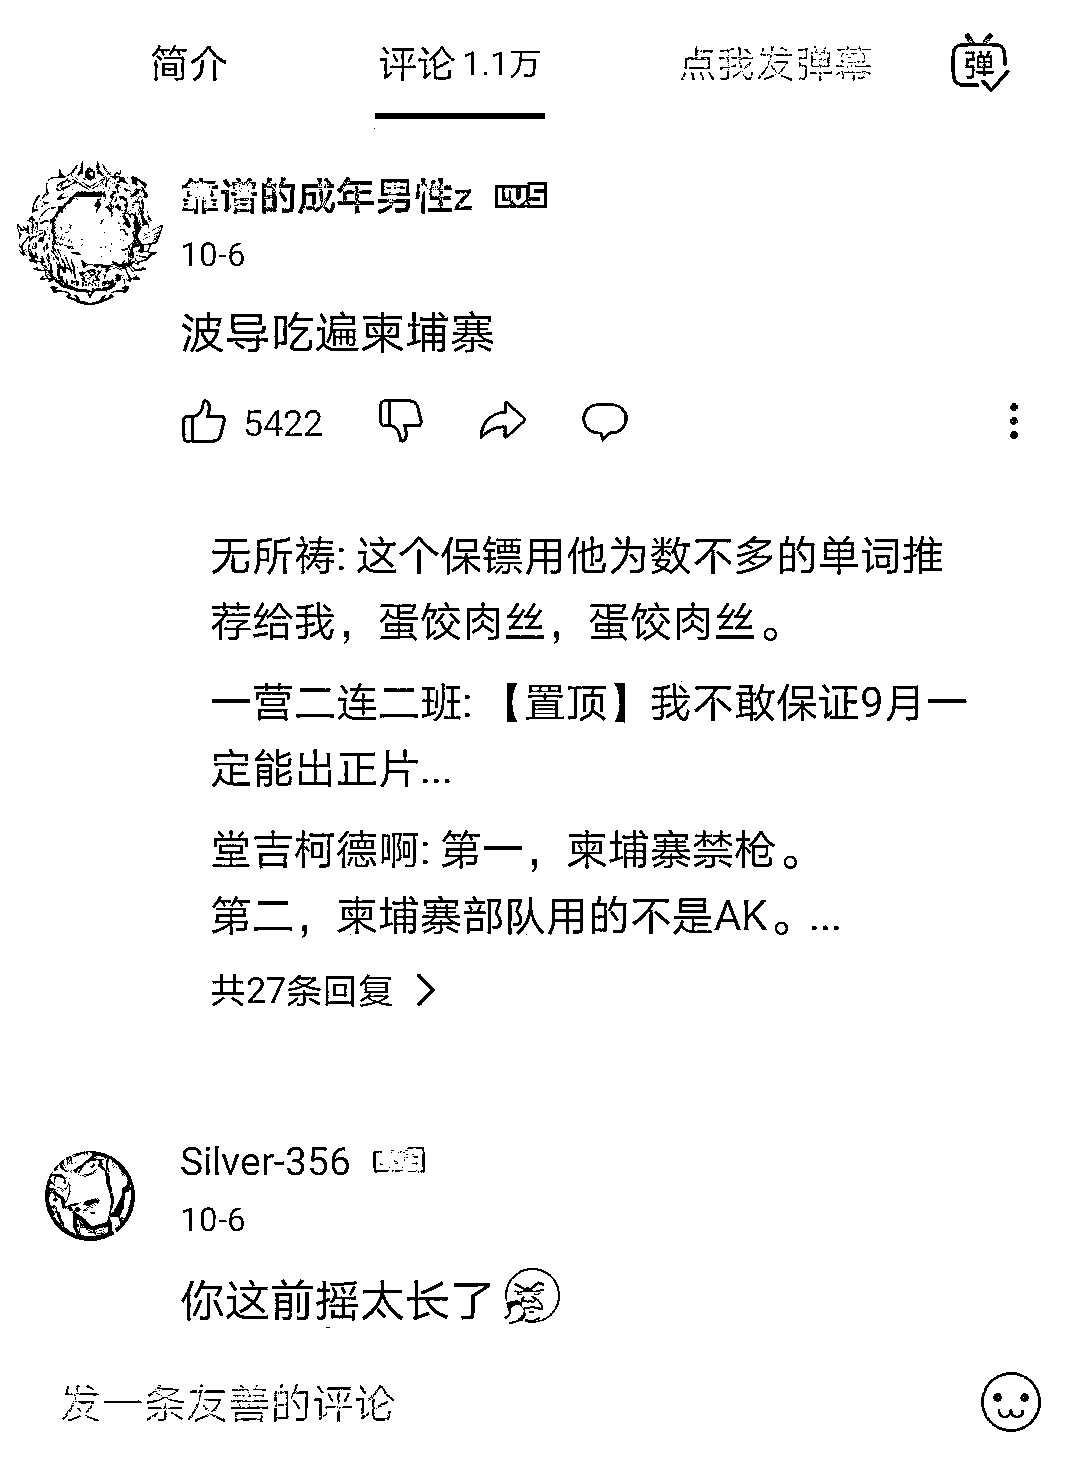 简介 评论 1.1万 点我发弹幕 弹
靠谱的成年男性z LV5
10-6
波导吃遍柬埔寨
5422
无所祷: 这个保镖用他为数不多的单词推
荐给我，蛋饺肉丝，蛋饺肉丝。
一营二连二班: 【置顶】我不敢保证9月一
定能出正片...
堂吉柯德啊: 第一，柬埔寨禁枪。
第二，柬埔寨部队用的不是AK。...
共27条回复
Silver-356
10-6
你这前摇太长了
发一条友善的评论